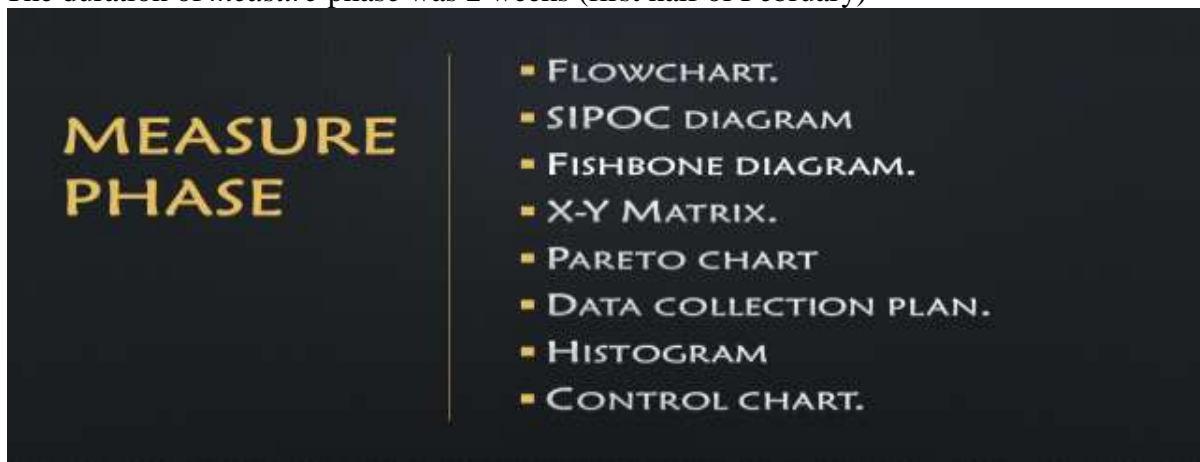 MEASURE
PHASE
▪ FLOWCHART.
▪ SIPOC DIAGRAM
▪ FISHBONE DIAGRAM.
▪ X-Y MATRIX.
▪ PARETO CHART
▪ DATA COLLECTION PLAN.
▪ HISTOGRAM
▪ CONTROL CHART.